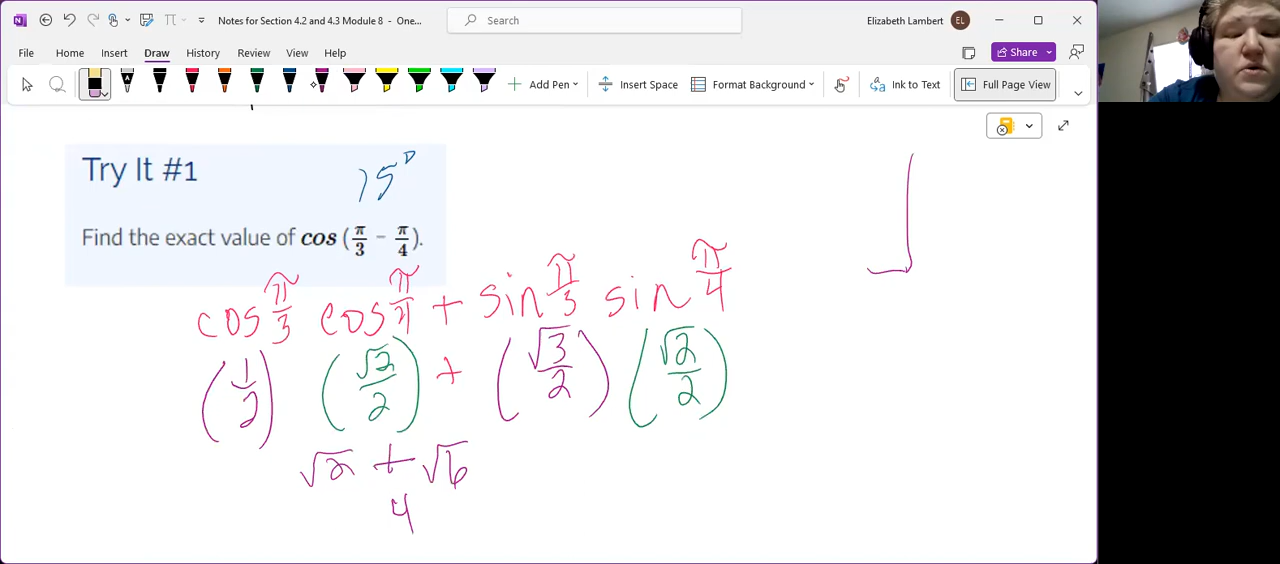 Notes for Section 4.2 and 4.3 Module 8 - One...
Search
Elizabeth Lambert EL
File Home Insert Draw History Review View Help Share
Add Pen Insert Space Format Background Ink to Text Full Page View
Try It #1
15°
Find the exact value of cos (π/3 − π/4).
cos π/3 cos π/4 + sin π/3 sin π/4
(1/2) (√2/2) + (√3/2) (√2/2)
√2 + √6
4